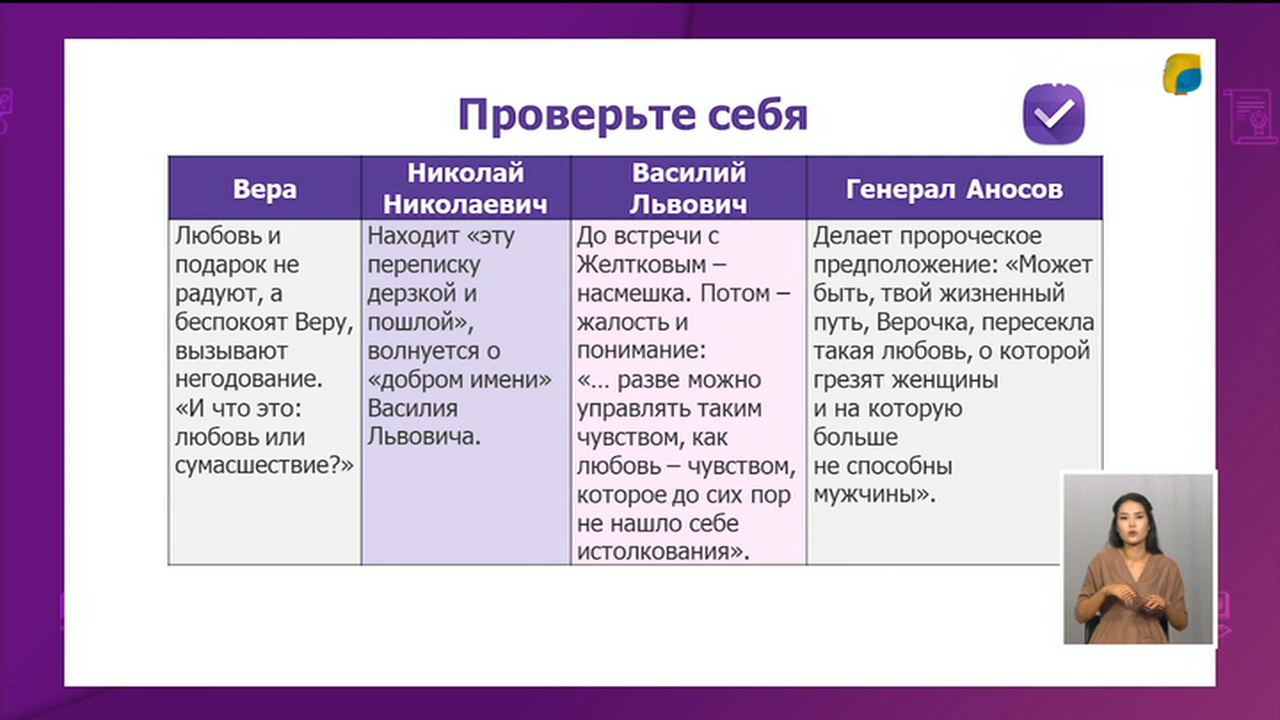 Проверьте себя
Вера
Николай
Николаевич
Василий
Львович
Генерал Аносов
Любовь и
подарок не
радуют, а
беспокоят Веру,
вызывают
негодование.
«И что это:
любовь или
сумасшествие?»
Находит «эту
переписку
дерзкой и
пошлой»,
волнуется о
«добром имени»
Василия
Львовича.
До встречи с
Желтковым –
насмешка. Потом –
жалость и
понимание:
«… разве можно
управлять таким
чувством, как
любовь – чувством,
которое до сих пор
не нашло себе
истолкования».
Делает пророческое
предположение: «Может
быть, твой жизненный
путь, Верочка, пересекла
такая любовь, о которой
грезят женщины
и на которую
больше
не способны
мужчины».